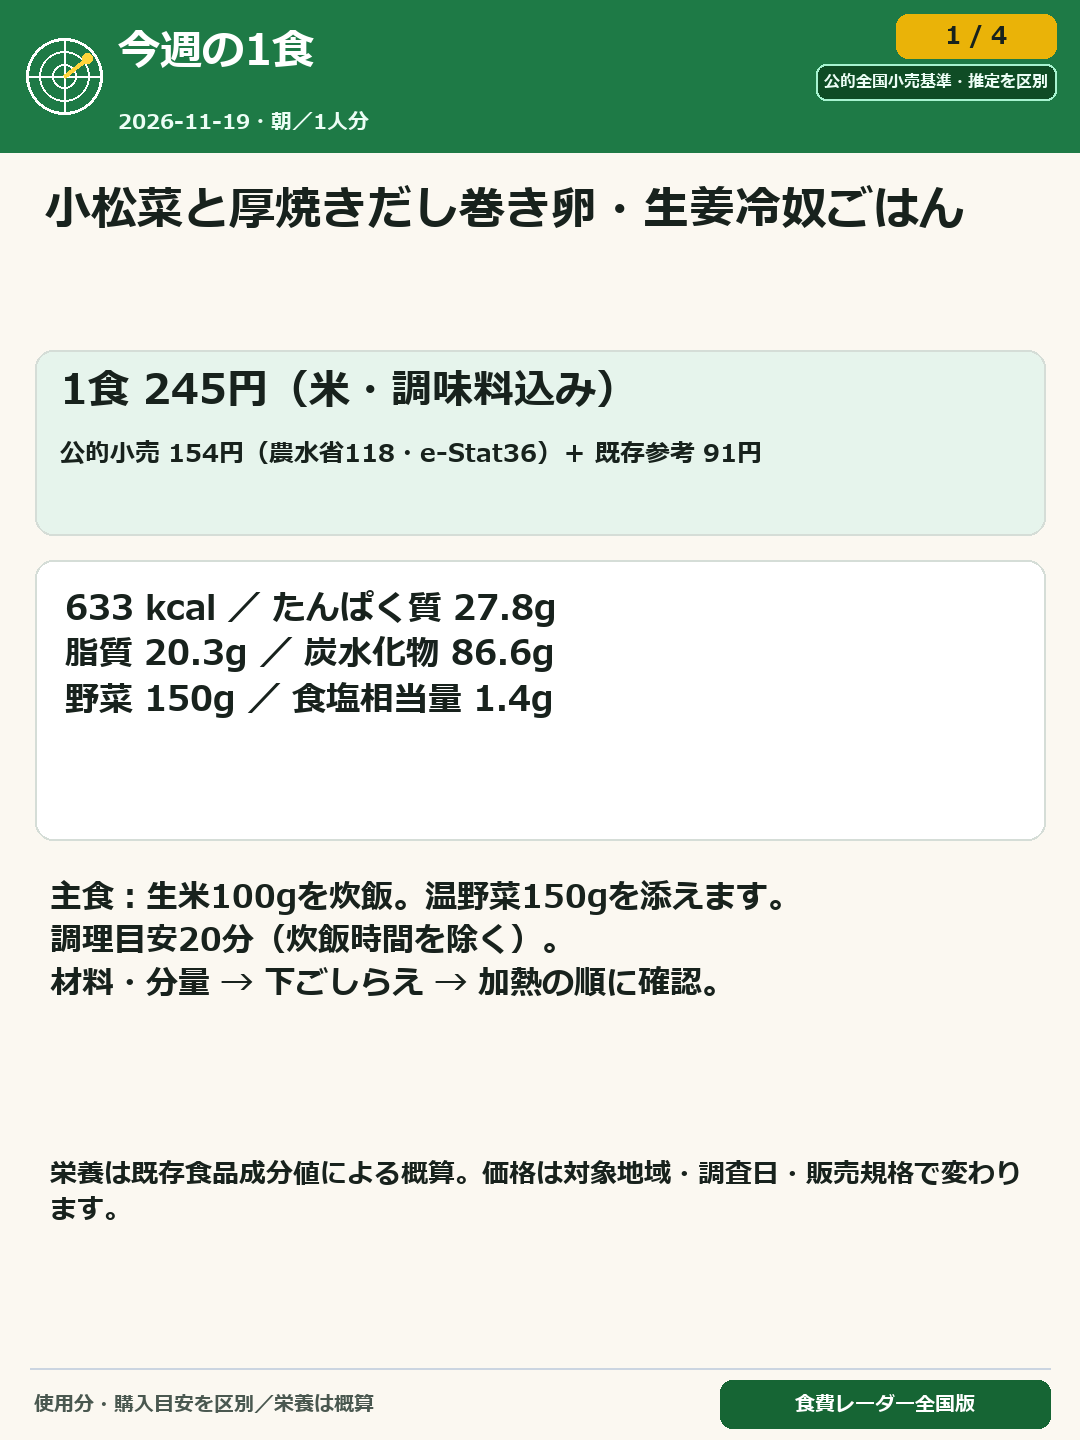 今週の1食
2026-11-19・朝／1人分
1 / 4
公的全国小売基準・推定を区別
小松菜と厚焼きだし巻き卵・生姜冷奴ごはん
1食 245円（米・調味料込み）
公的小売 154円（農水省118・e-Stat36）＋ 既存参考 91円
633 kcal ／ たんぱく質 27.8g
脂質 20.3g ／ 炭水化物 86.6g
野菜 150g ／ 食塩相当量 1.4g
主食：生米100gを炊飯。温野菜150gを添えます。
調理目安20分（炊飯時間を除く）。
材料・分量 → 下ごしらえ → 加熱の順に確認。
栄養は既存食品成分値による概算。価格は対象地域・調査日・販売規格で変わり
ます。
使用分・購入目安を区別／栄養は概算
食費レーダー全国版